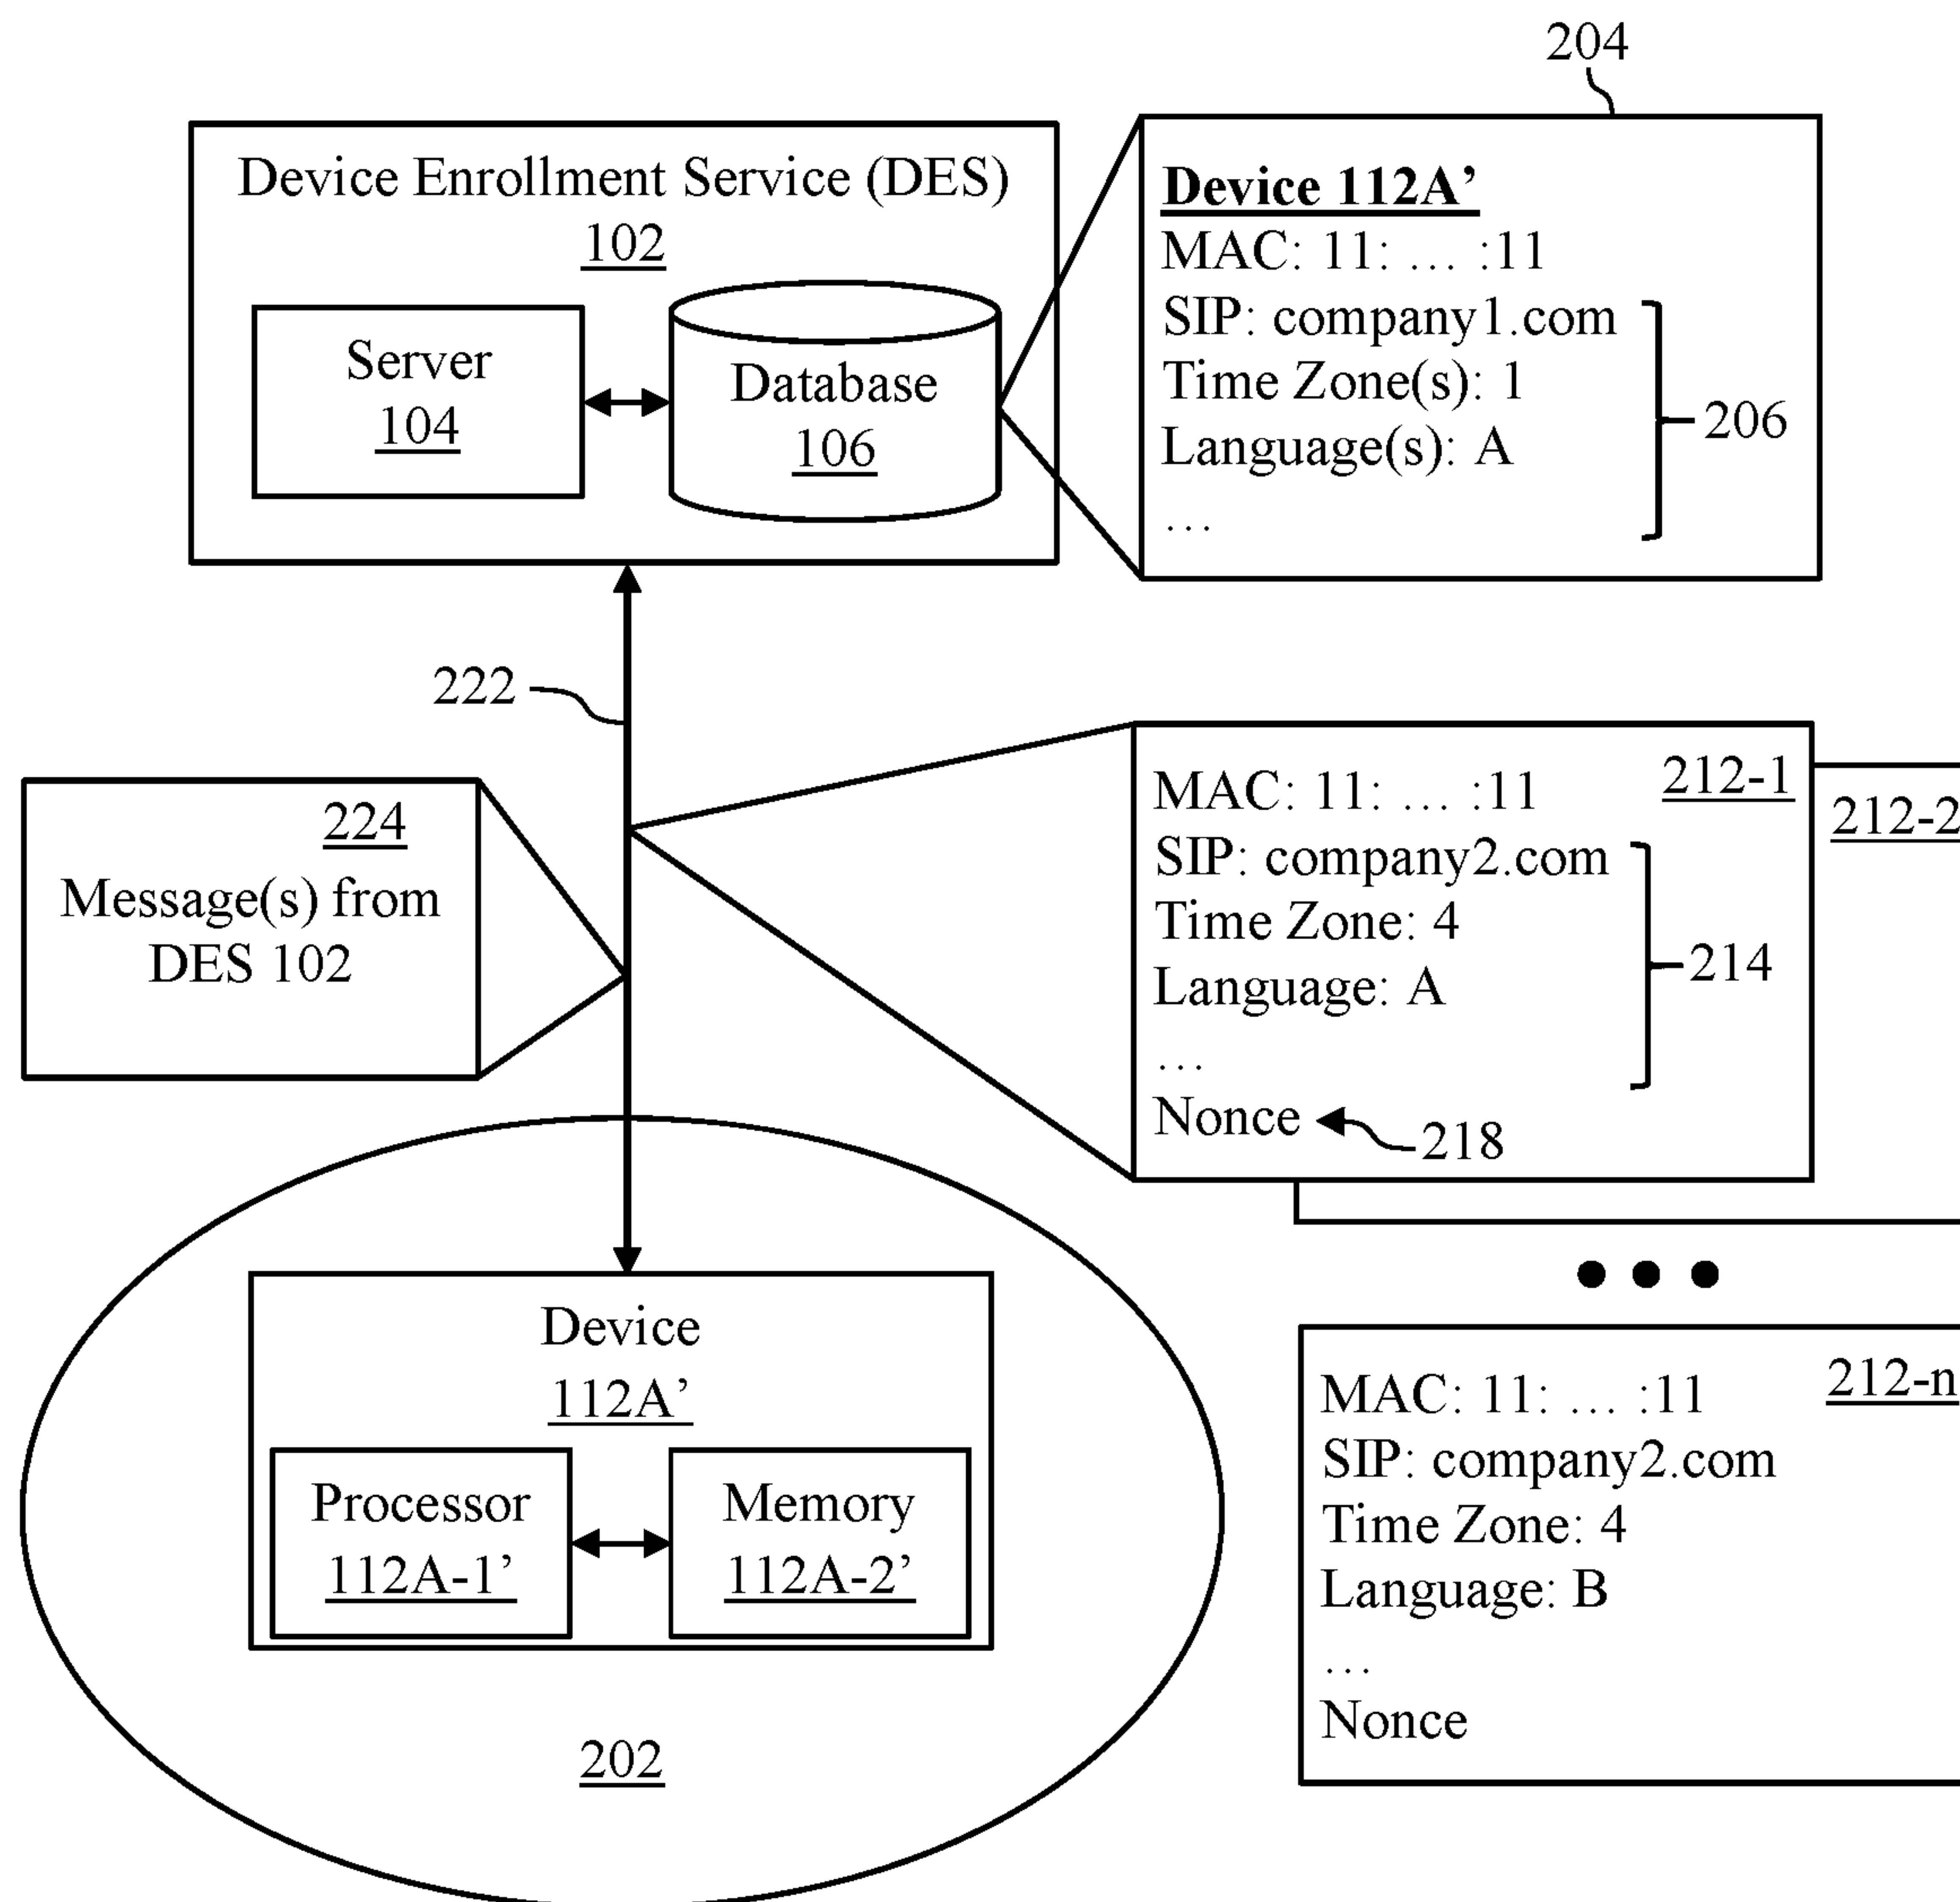 204
Device Enrollment Service (DES)
102
Server
104
Database
106
Device 112A’
MAC: 11: ... :11
SIP: company1.com
Time Zone(s): 1
Language(s): A
...
206
222
224
Message(s) from
DES 102
212-1
MAC: 11: ... :11
SIP: company2.com
Time Zone: 4
Language: A
...
Nonce
214
218
212-2
Device
112A’
Processor
112A-1’
Memory
112A-2’
202
212-n
MAC: 11: ... :11
SIP: company2.com
Time Zone: 4
Language: B
...
Nonce